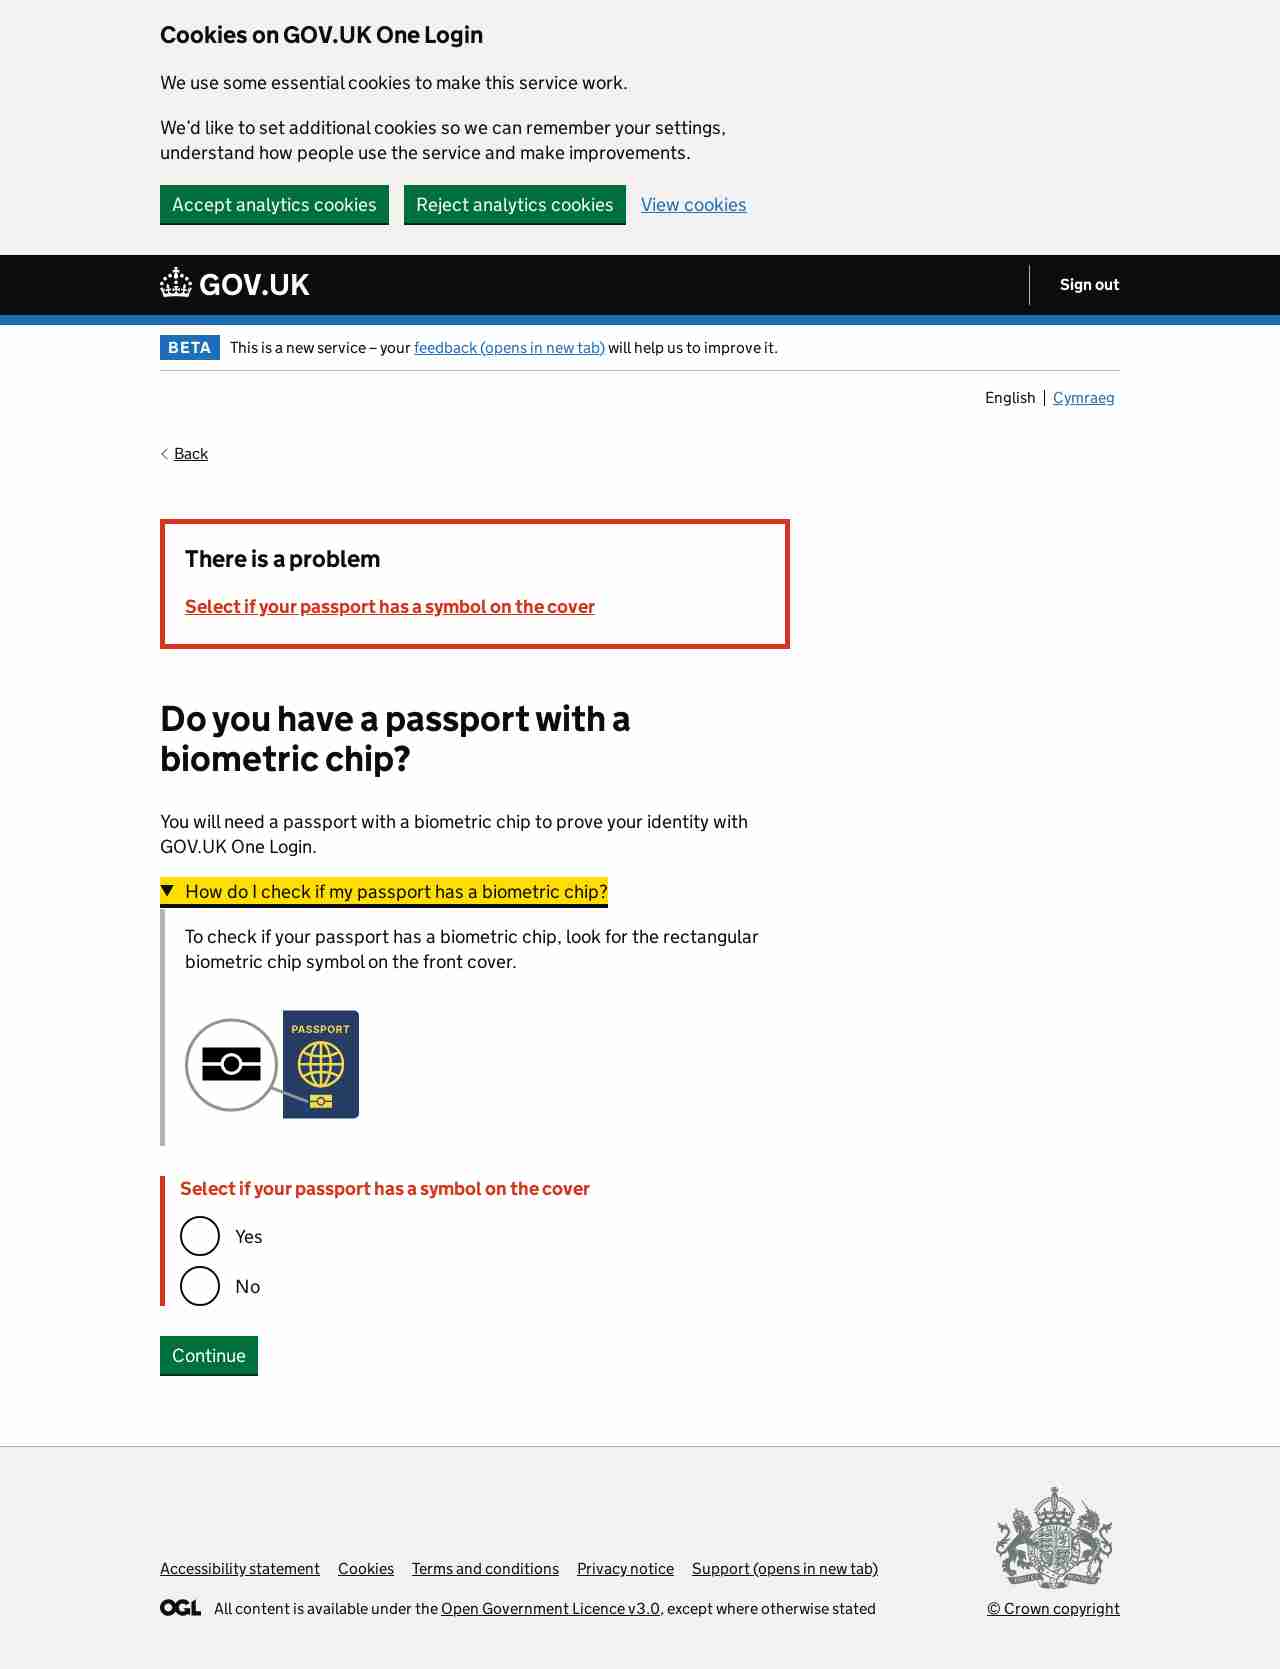 Cookies on GOV.UK One Login
We use some essential cookies to make this service work.
We'd like to set additional cookies so we can remember your settings,
understand how people use the service and make improvements.
Accept analytics cookies Reject analytics cookies View cookies
GOV.UK Sign out
BETA This is a new service – your feedback (opens in new tab) will help us to improve it.
English Cymraeg
Back
There is a problem
Select if your passport has a symbol on the cover
Do you have a passport with a
biometric chip?
You will need a passport with a biometric chip to prove your identity with
GOV.UK One Login.
How do I check if my passport has a biometric chip?
To check if your passport has a biometric chip, look for the rectangular
biometric chip symbol on the front cover.
PASSPORT
Select if your passport has a symbol on the cover
Yes
No
Continue
Accessibility statement Cookies Terms and conditions Privacy notice Support (opens in new tab)
OGL All content is available under the Open Government Licence v3.0, except where otherwise stated
© Crown copyright